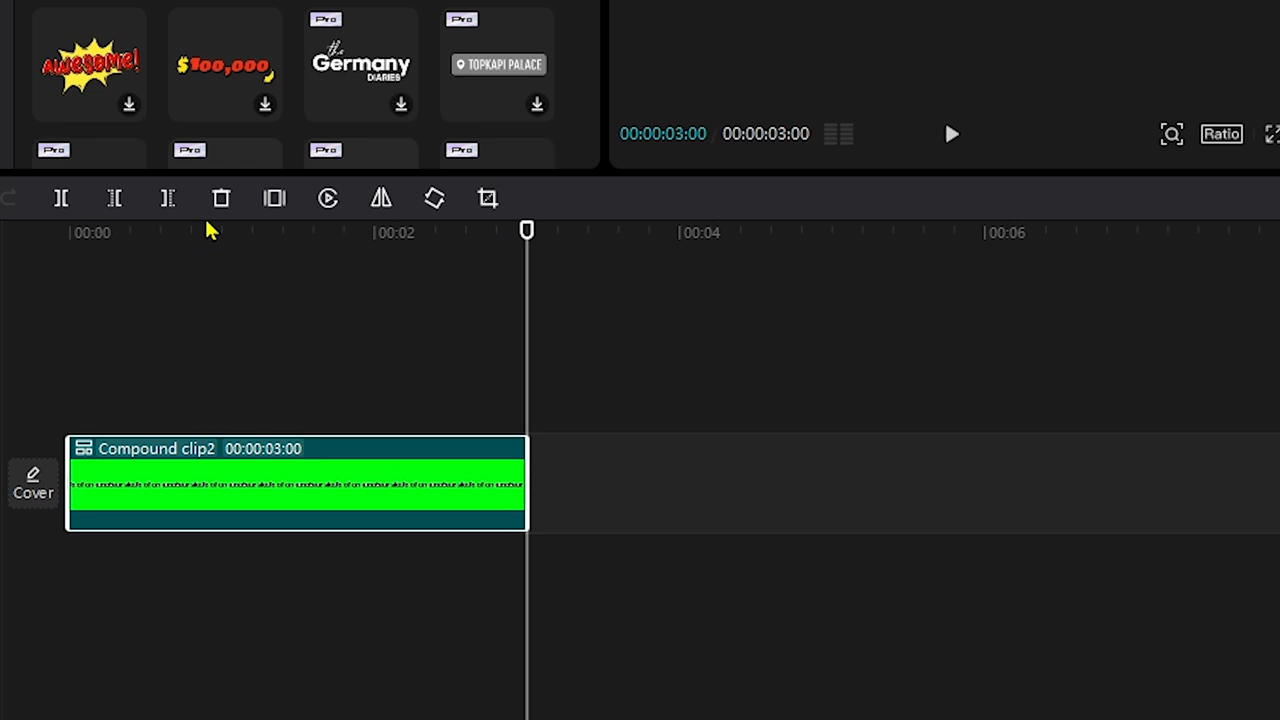 Pro
Pro
AWESOME!
$100,000
the
Germany
DIARIES
TOPKAPI PALACE
00:00:03:00
00:00:03:00
Ratio
Pro
Pro
Pro
Pro
00:00
00:02
00:04
00:06
Compound clip2
00:00:03:00
Cover